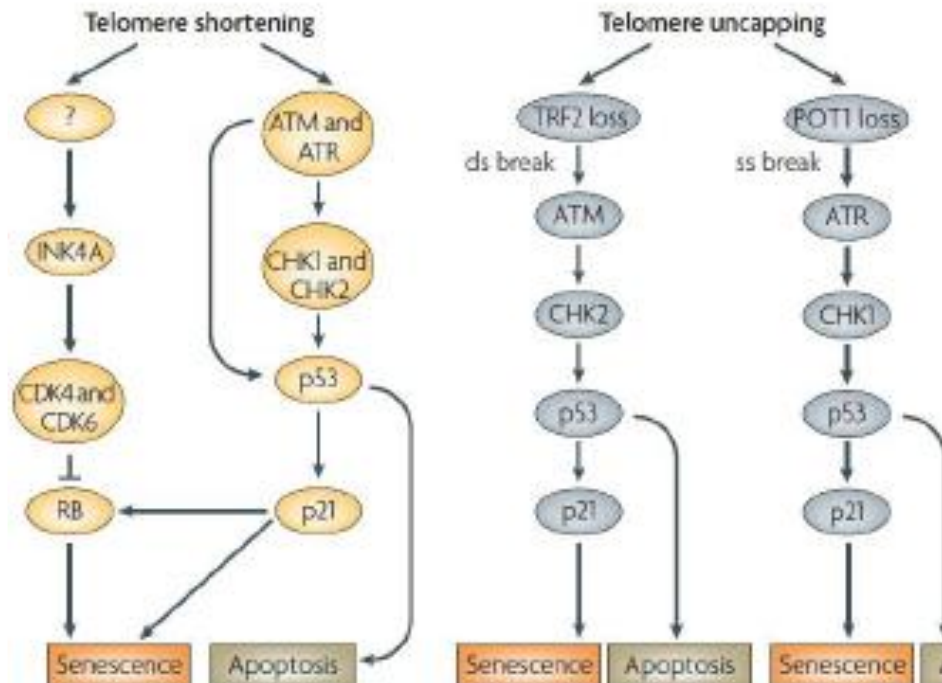 Telomere shortening
?
INK4A
CDK4 and
CDK6
RB
ATM and
ATR
CHK1 and
CHK2
p53
p21
Senescence
Apoptosis
Telomere uncapping
TRF2 loss
ds break
ATM
CHK2
p53
p21
Senescence
Apoptosis
POT1 loss
ss break
ATR
CHK1
p53
p21
Senescence